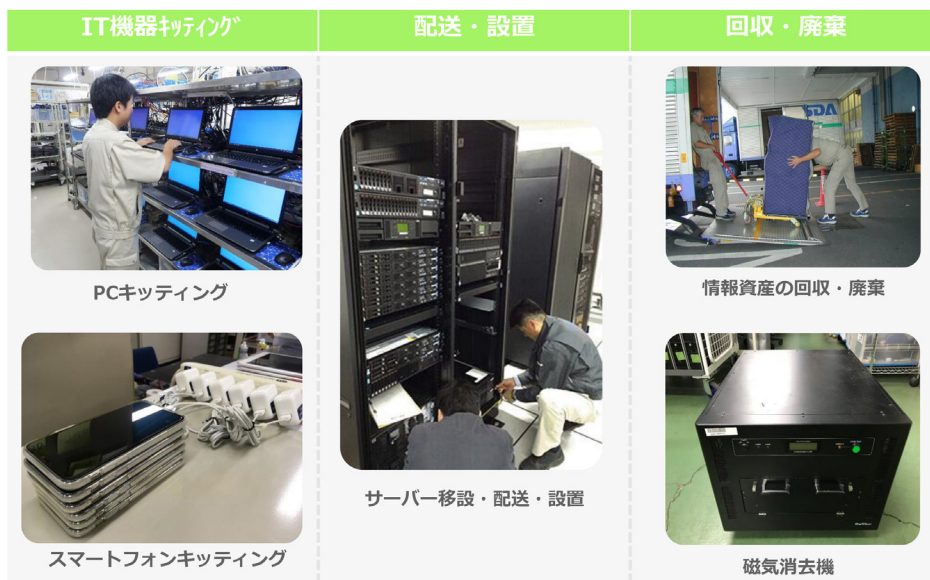 IT機器ｷｯﾃｨﾝｸﾞ
配送・設置
回収・廃棄
PCキッティング
スマートフォンキッティング
サーバー移設・配送・設置
情報資産の回収・廃棄
磁気消去機